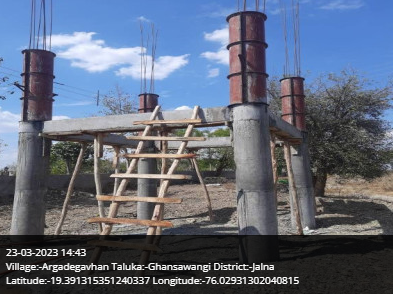 23-03-2023 14:43
Village:-Argadegavhan Taluka:-Ghansawangi District:-Jalna
Latitude:-19.391315351240337 Longitude:-76.02931302040815